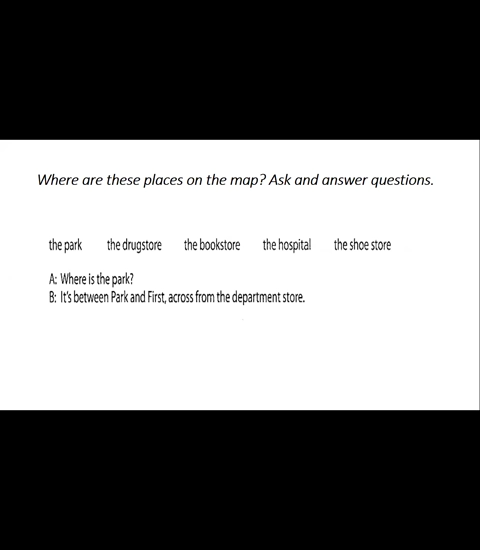 Where are these places on the map? Ask and answer questions.
the park the drugstore the bookstore the hospital the shoe store
A: Where is the park?
B: It's between Park and First, across from the department store.